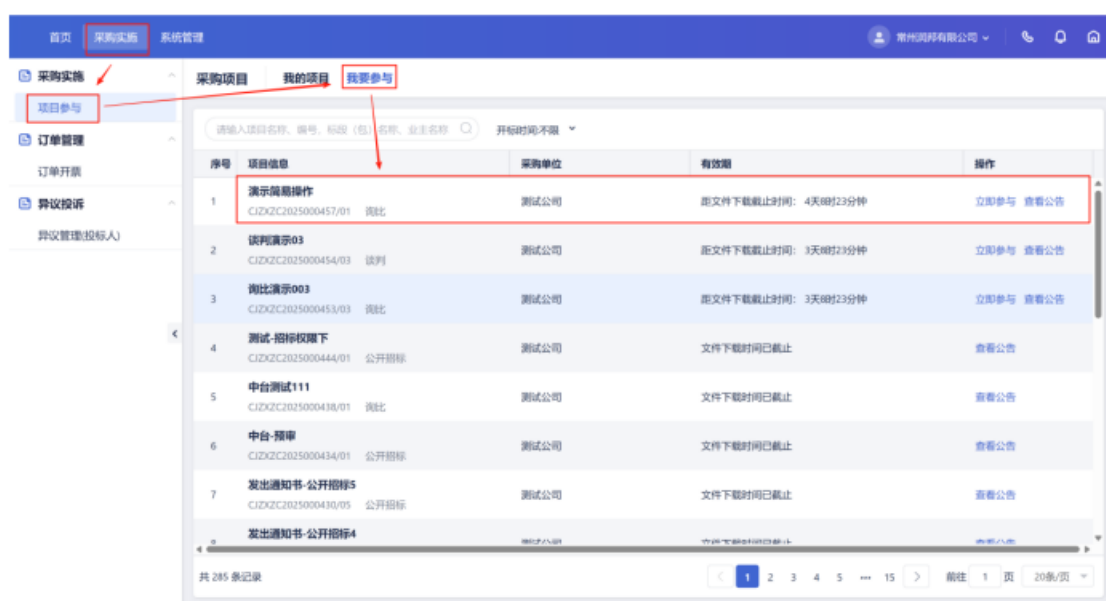 首页 采购实施 系统管理 常州润邦有限公司
采购实施
项目参与
订单管理
订单开票
异议投诉
异议管理(投标人)
采购项目 我的项目 我要参与
请输入项目名称、编号、标段（包）名称、业主名称 开标时间:不限
序号 项目信息 采购单位 有效期 操作
1 演示简易操作 测试公司 距文件下载截止时间： 4天8时23分钟 立即参与 查看公告
CJZXZC2025000457/01 询比
2 谈判演示03 测试公司 距文件下载截止时间： 3天8时23分钟 立即参与 查看公告
CJZXZC2025000454/03 谈判
3 询比演示003 测试公司 距文件下载截止时间： 3天8时23分钟 立即参与 查看公告
CJZXZC2025000453/03 询比
4 测试-招标权限下 测试公司 文件下载时间已截止 查看公告
CJZXZC2025000444/01 公开招标
5 中台测试111 测试公司 文件下载时间已截止 查看公告
CJZXZC2025000438/01 询比
6 中台-预审 测试公司 文件下载时间已截止 查看公告
CJZXZC2025000434/01 公开招标
7 发出通知书-公开招标5 测试公司 文件下载时间已截止 查看公告
CJZXZC2025000430/05 公开招标
发出通知书-公开招标4
共 285 条记录 1 2 3 4 5 ••• 15 前往 1 页 20条/页